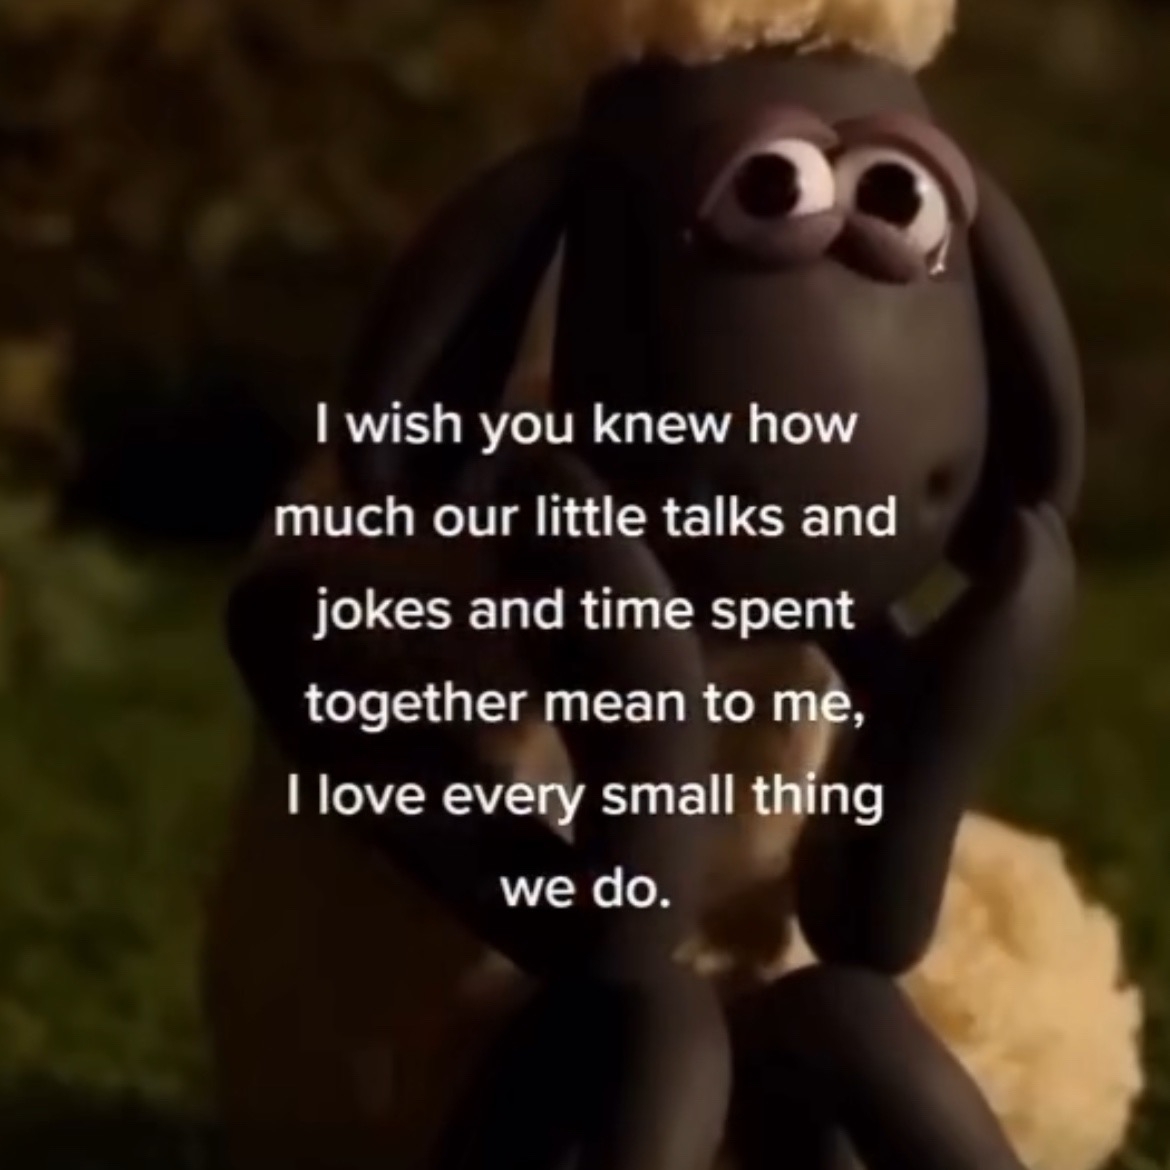 I wish you knew how
much our little talks and
jokes and time spent
together mean to me,
I love every small thing
we do.